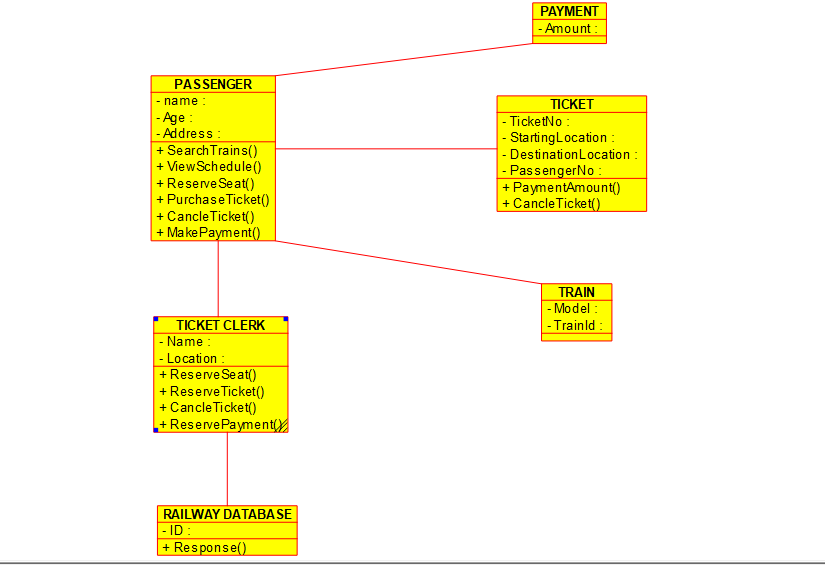 PAYMENT
- Amount :
PASSENGER
- name :
- Age :
- Address :
+ SearchTrains()
+ ViewSchedule()
+ ReserveSeat()
+ PurchaseTicket()
+ CancleTicket()
+ MakePayment()
TICKET
- TicketNo :
- StartingLocation :
- DestinationLocation :
- PassengerNo :
+ PaymentAmount()
+ CancleTicket()
TRAIN
- Model :
- TrainId :
TICKET CLERK
- Name :
- Location :
+ ReserveSeat()
+ ReserveTicket()
+ CancleTicket()
+ ReservePayment()
RAILWAY DATABASE
- ID :
+ Response()